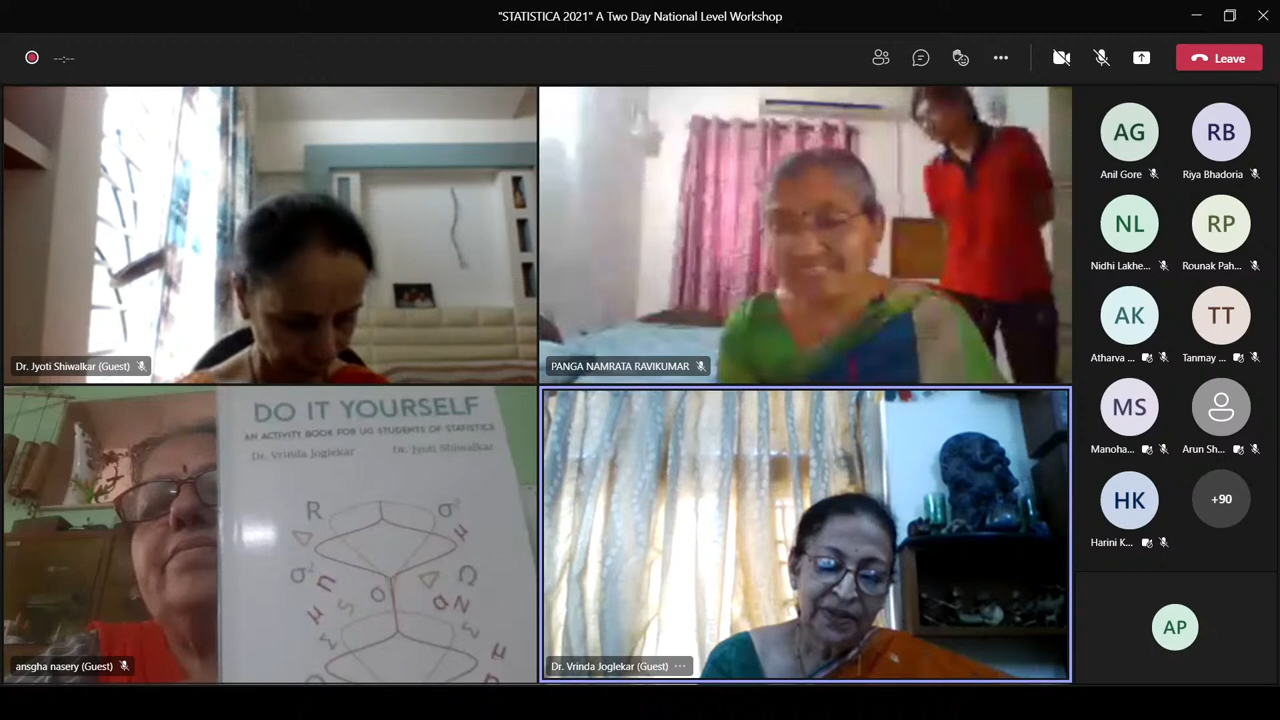 "STATISTICA 2021" A Two Day National Level Workshop
--:--
Leave
Dr. Jyoti Shiwalkar (Guest)
PANGA NAMRATA RAVIKUMAR
DO IT YOURSELF
AN ACTIVITY BOOK FOR UG STUDENTS OF STATISTICS
Dr. Vrinda Joglekar Dr. Jyoti Shiwalkar
R σ²
Δ μ
σ² n O Δ Ω
μ S σ N
Σ Σ μ
ansgha nasery (Guest)
Dr. Vrinda Joglekar (Guest)
AG RB
Anil Gore Riya Bhadoria
NL RP
Nidhi Lakhe... Rounak Pah...
AK TT
Atharva ... Tanmay ...
MS
Manoha... Arun Sh...
HK +90
Harini K...
AP